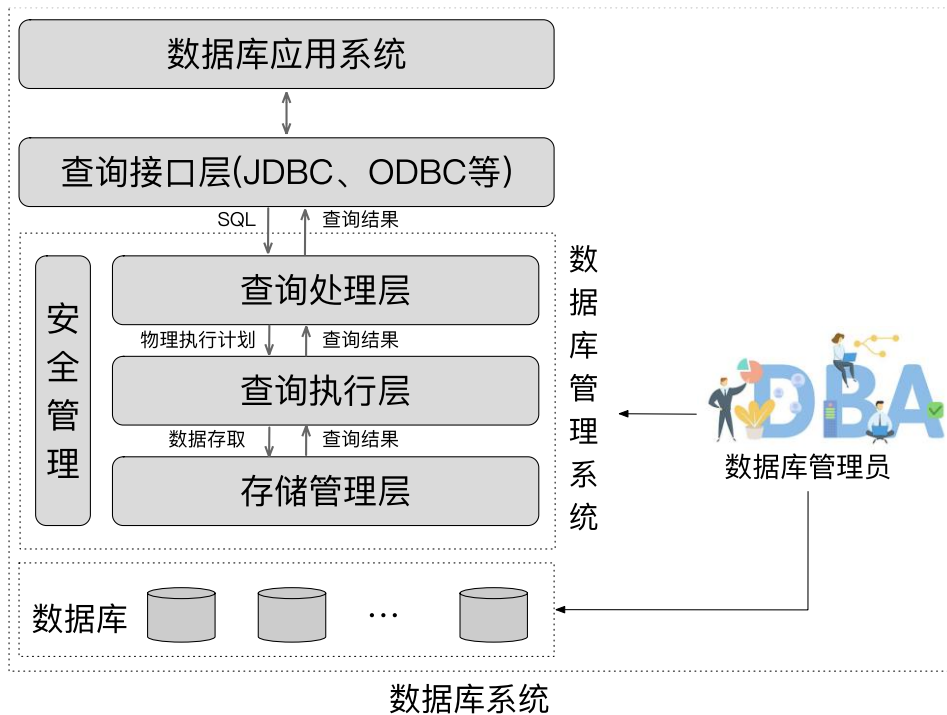 数据库应用系统
查询接口层(JDBC、ODBC等)
SQL
查询结果
安全管理
查询处理层
物理执行计划
查询结果
查询执行层
数据存取
查询结果
存储管理层
数据库管理系统
DBA
数据库管理员
数据库
...
数据库系统